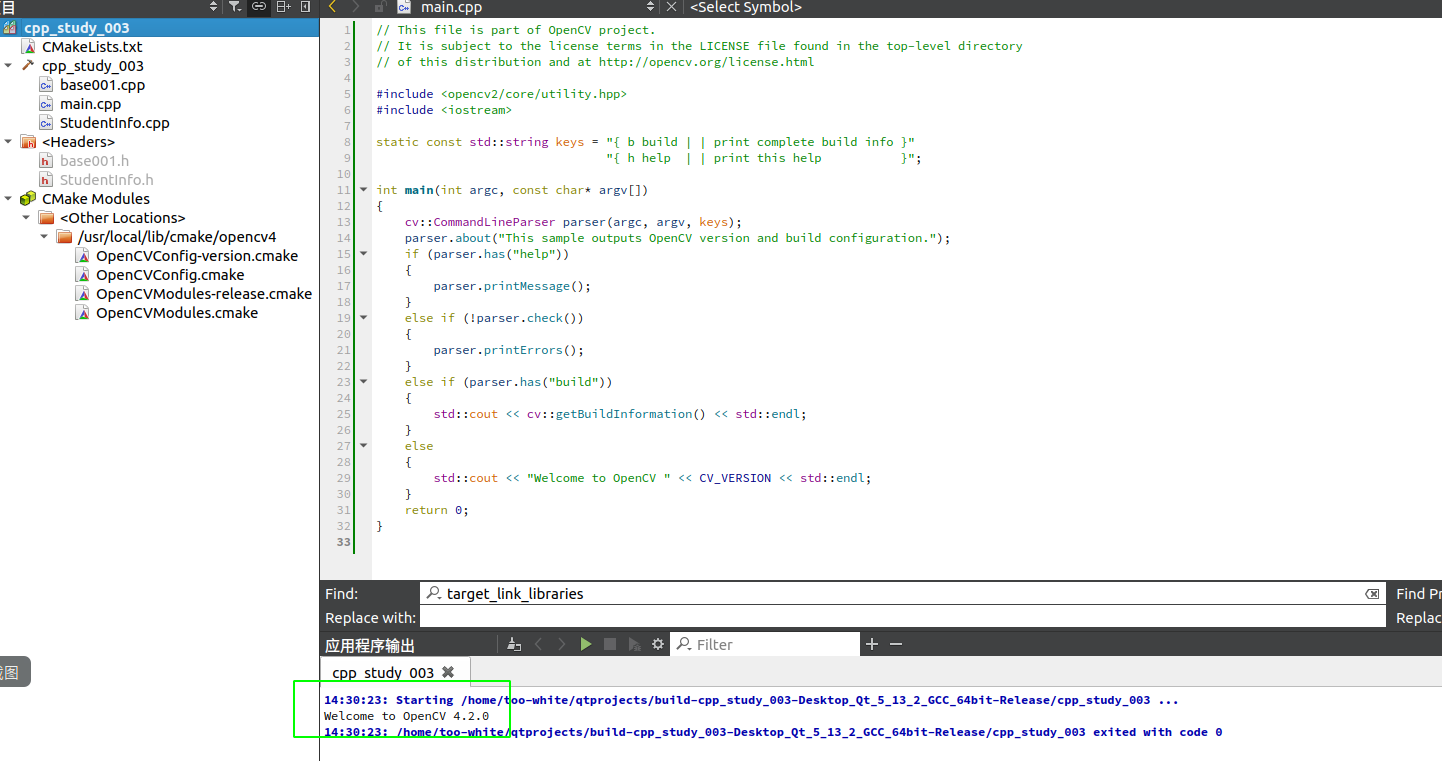 目
main.cpp
<Select Symbol>
cpp_study_003
CMakeLists.txt
cpp_study_003
base001.cpp
main.cpp
StudentInfo.cpp
<Headers>
base001.h
StudentInfo.h
CMake Modules
<Other Locations>
/usr/local/lib/cmake/opencv4
OpenCVConfig-version.cmake
OpenCVConfig.cmake
OpenCVModules-release.cmake
OpenCVModules.cmake
1 // This file is part of OpenCV project.
2 // It is subject to the license terms in the LICENSE file found in the top-level directory
3 // of this distribution and at http://opencv.org/license.html
4
5 #include <opencv2/core/utility.hpp>
6 #include <iostream>
7
8 static const std::string keys = "{ b build | | print complete build info }"
9 "{ h help  | | print this help           }";
10
11 int main(int argc, const char* argv[])
12 {
13 cv::CommandLineParser parser(argc, argv, keys);
14 parser.about("This sample outputs OpenCV version and build configuration.");
15 if (parser.has("help"))
16 {
17 parser.printMessage();
18 }
19 else if (!parser.check())
20 {
21 parser.printErrors();
22 }
23 else if (parser.has("build"))
24 {
25 std::cout << cv::getBuildInformation() << std::endl;
26 }
27 else
28 {
29 std::cout << "Welcome to OpenCV " << CV_VERSION << std::endl;
30 }
31 return 0;
32 }
33
Find:
target_link_libraries
Find Pr
Replace with:
Replac
应用程序输出
Filter
cpp_study_003
截图
14:30:23: Starting /home/too-white/qtprojects/build-cpp_study_003-Desktop_Qt_5_13_2_GCC_64bit-Release/cpp_study_003 ...
Welcome to OpenCV 4.2.0
14:30:23: /home/too-white/qtprojects/build-cpp_study_003-Desktop_Qt_5_13_2_GCC_64bit-Release/cpp_study_003 exited with code 0